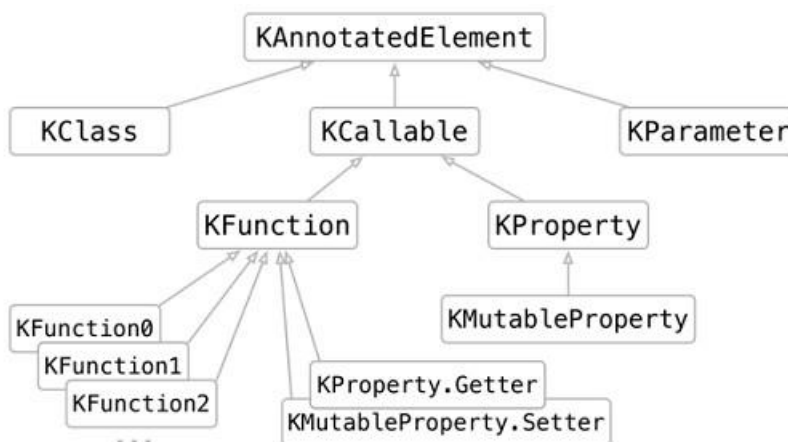 KAnnotatedElement
KClass
KCallable
KParameter
KFunction
KProperty
KFunction0
KFunction1
KFunction2
KMutableProperty
KProperty.Getter
KMutableProperty.Setter
...